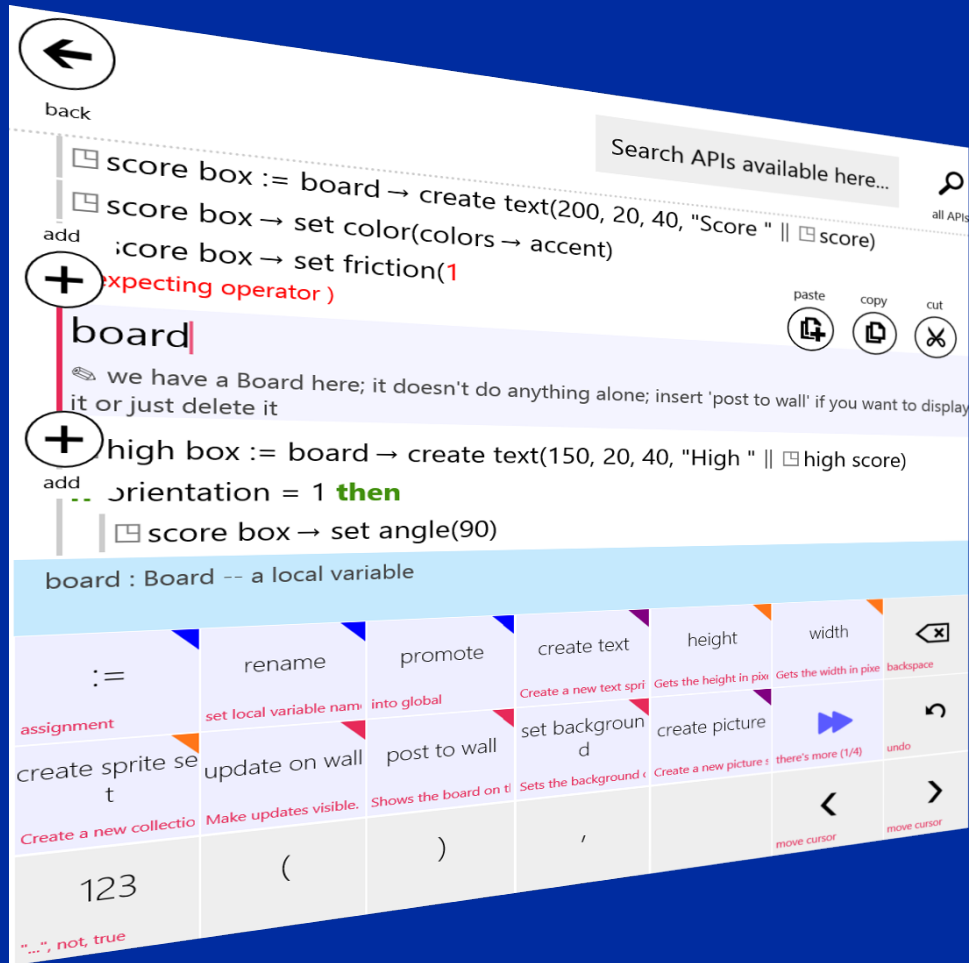 back
Search APIs available here...
all APIs
score box := board → create text(200, 20, 40, "Score " || score)
score box → set color(colors → accent)
add
score box → set friction(1
expecting operator )
paste
copy
cut
board
we have a Board here; it doesn't do anything alone; insert 'post to wall' if you want to display
it or just delete it
high box := board → create text(150, 20, 40, "High " || high score)
add
orientation = 1 then
score box → set angle(90)
board : Board -- a local variable
:=
assignment
rename
set local variable nam
promote
into global
create text
Create a new text spri
height
Gets the height in pix
width
Gets the width in pixe
backspace
create sprite se
t
Create a new collectio
update on wall
Make updates visible.
post to wall
Shows the board on t
set backgroun
d
Sets the background
create picture
Create a new picture s
there's more (1/4)
undo
123
"...", not, true
(
)
,
move cursor
move cursor